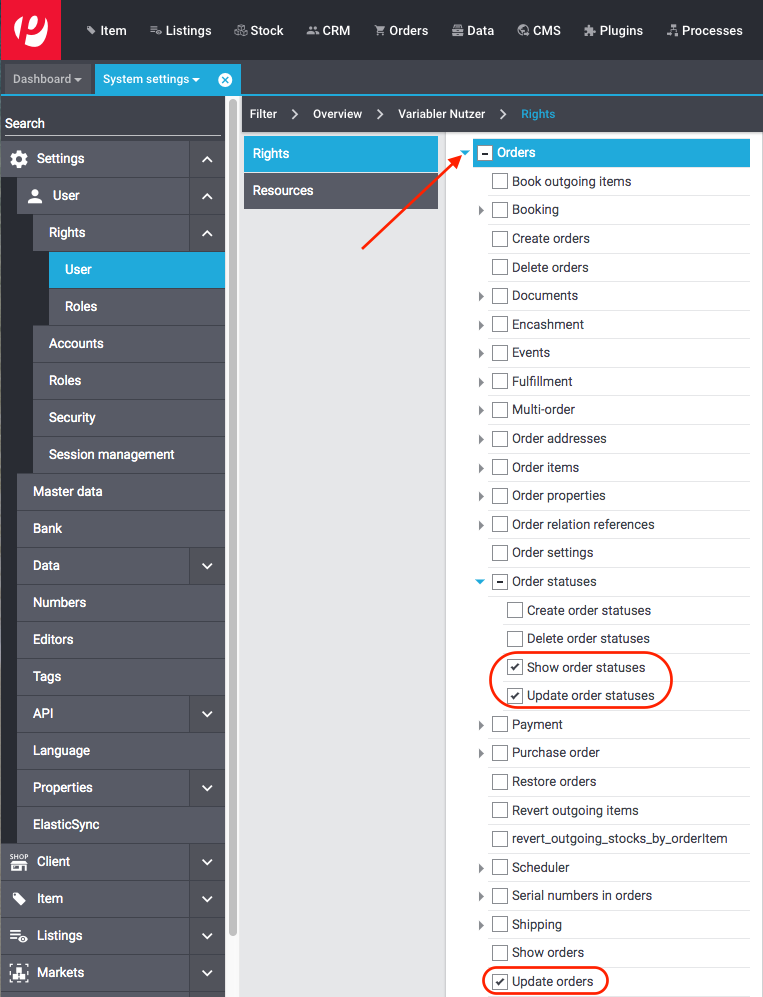 Item
Listings
Stock
CRM
Orders
Data
CMS
Plugins
Processes
Dashboard
System settings
Search
Settings
User
Rights
User
Roles
Accounts
Roles
Security
Session management
Master data
Bank
Data
Numbers
Editors
Tags
API
Language
Properties
ElasticSync
SHOP
Client
Item
Listings
Markets
Filter > Overview > Variabler Nutzer > Rights
Rights
Resources
Orders
Book outgoing items
Booking
Create orders
Delete orders
Documents
Encashment
Events
Fulfillment
Multi-order
Order addresses
Order items
Order properties
Order relation references
Order settings
Order statuses
Create order statuses
Delete order statuses
Show order statuses
Update order statuses
Payment
Purchase order
Restore orders
Revert outgoing items
revert_outgoing_stocks_by_orderItem
Scheduler
Serial numbers in orders
Shipping
Show orders
Update orders